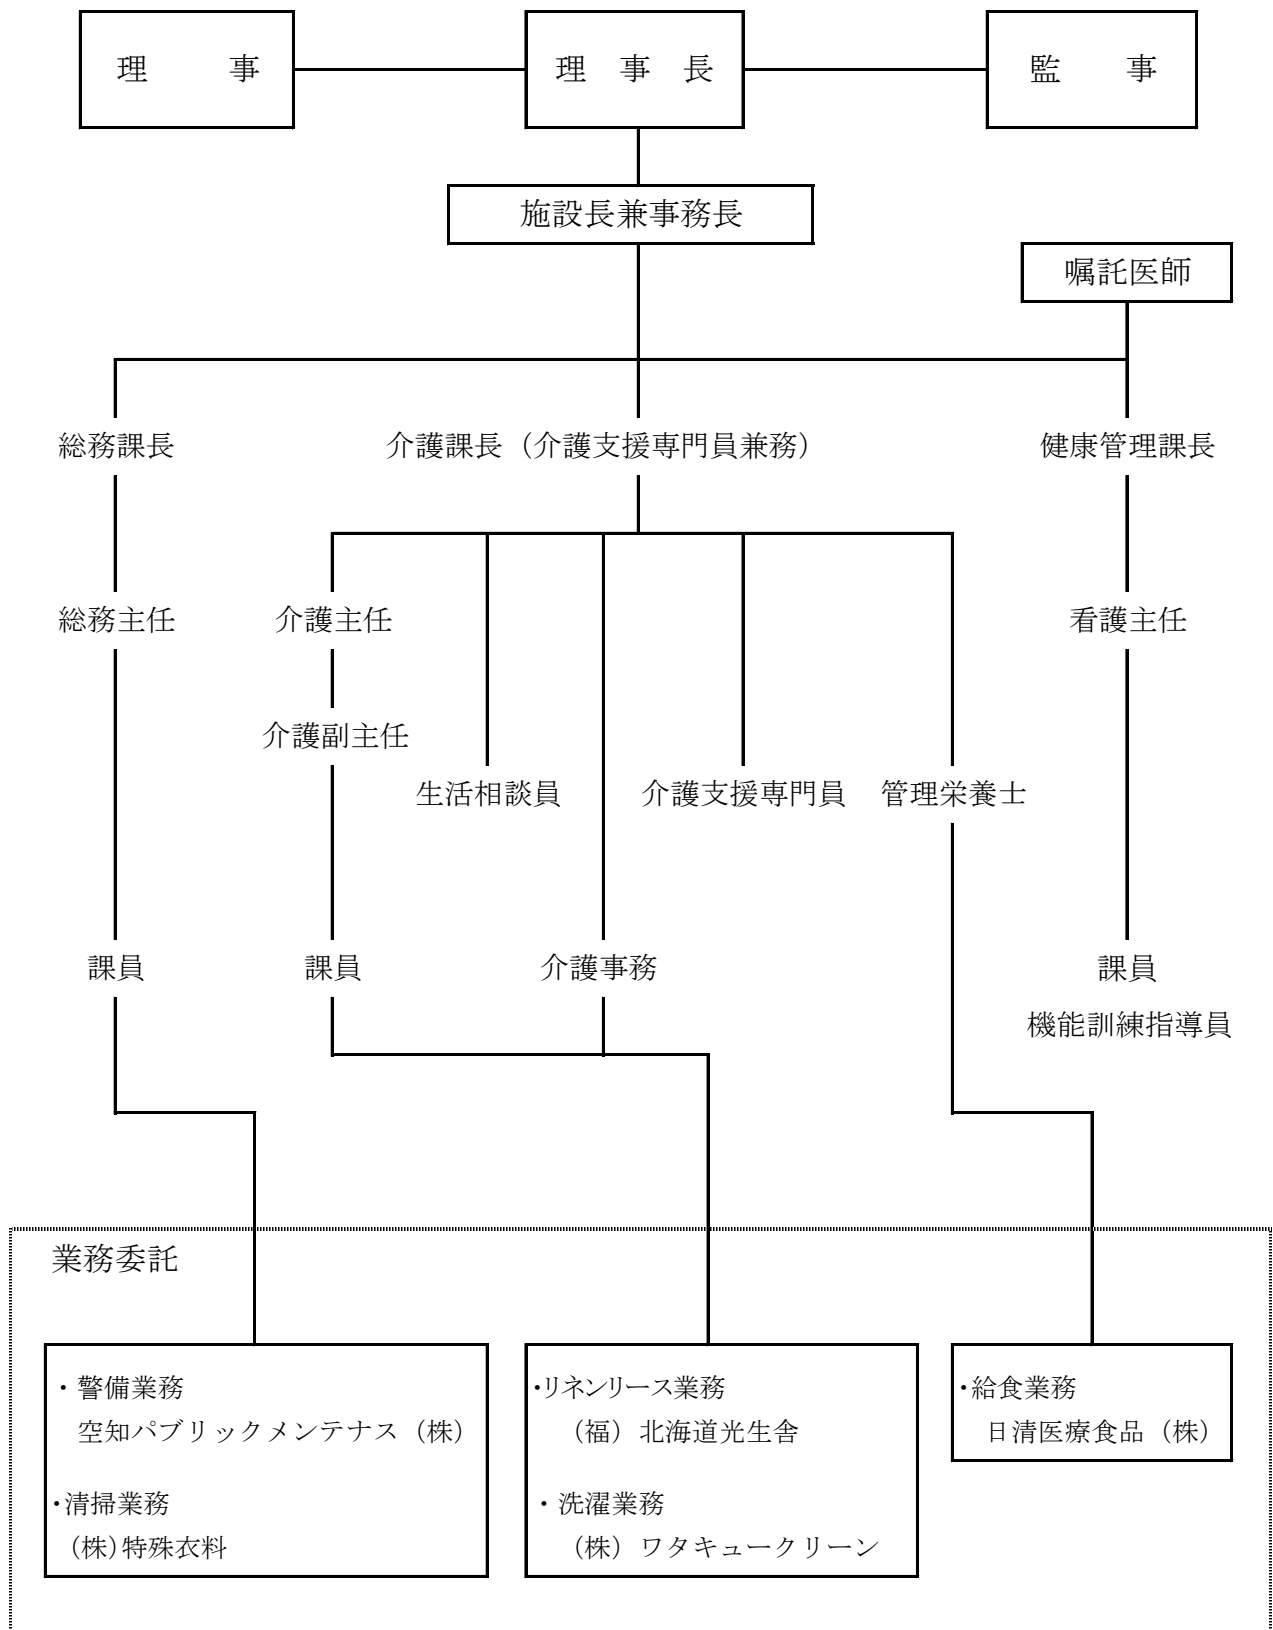 理事
理事長
監事
施設長兼事務長
嘱託医師
総務課長
介護課長（介護支援専門員兼務）
健康管理課長
総務主任
介護主任
看護主任
介護副主任
生活相談員
介護支援専門員
管理栄養士
課員
課員
介護事務
課員
機能訓練指導員
業務委託
・警備業務
空知パブリックメンテナス（株）
・清掃業務
（株）特殊衣料
・リネンリース業務
（福）北海道光生舎
・洗濯業務
（株）ワタキュークリーン
・給食業務
日清医療食品（株）